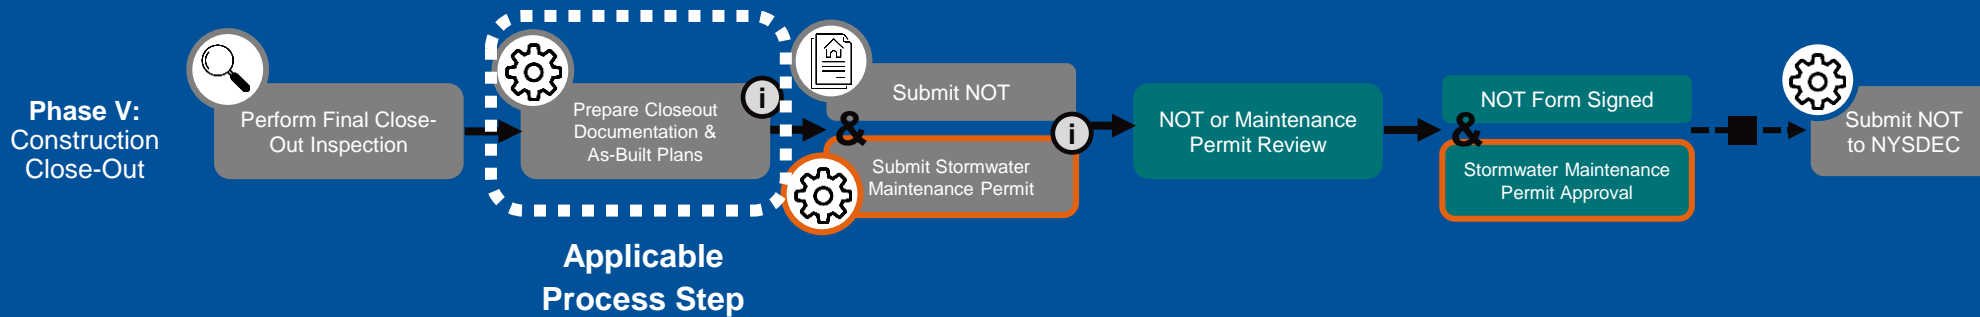 Phase V:
Construction
Close-Out
Perform Final Close-
Out Inspection
Prepare Closeout
Documentation &
As-Built Plans
i
Applicable
Process Step
&
Submit NOT
Submit Stormwater
Maintenance Permit
i
NOT or Maintenance
Permit Review
&
NOT Form Signed
Stormwater Maintenance
Permit Approval
Submit NOT
to NYSDEC